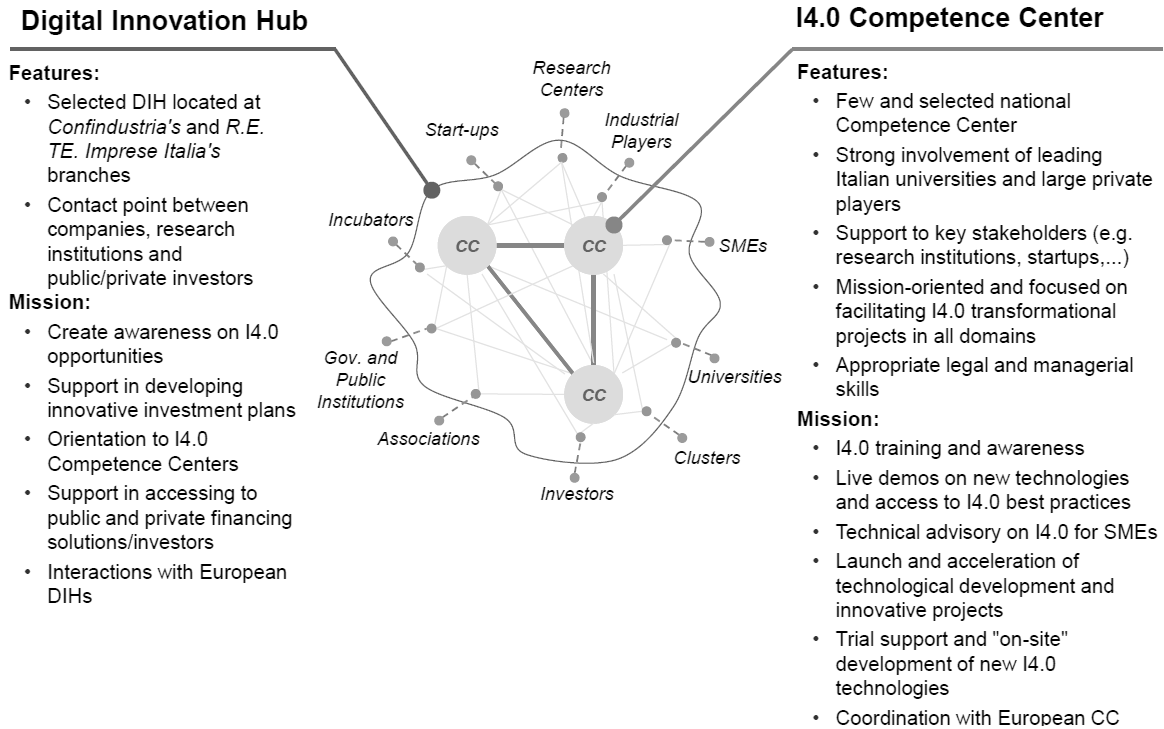 Digital Innovation Hub
Features:
• Selected DIH located at
Confindustria's and R.E.
TE. Imprese Italia's
branches
• Contact point between
companies, research
institutions and
public/private investors
Mission:
• Create awareness on I4.0
opportunities
• Support in developing
innovative investment plans
• Orientation to I4.0
Competence Centers
• Support in accessing to
public and private financing
solutions/investors
• Interactions with European
DIHs
Research
Centers
Start-ups
Industrial
Players
Incubators
CC
CC
SMEs
Gov. and
Public
Institutions
Universities
CC
Associations
Clusters
Investors
I4.0 Competence Center
Features:
• Few and selected national
Competence Center
• Strong involvement of leading
Italian universities and large private
players
• Support to key stakeholders (e.g.
research institutions, startups,...)
• Mission-oriented and focused on
facilitating I4.0 transformational
projects in all domains
• Appropriate legal and managerial
skills
Mission:
• I4.0 training and awareness
• Live demos on new technologies
and access to I4.0 best practices
• Technical advisory on I4.0 for SMEs
• Launch and acceleration of
technological development and
innovative projects
• Trial support and "on-site"
development of new I4.0
technologies
• Coordination with European CC